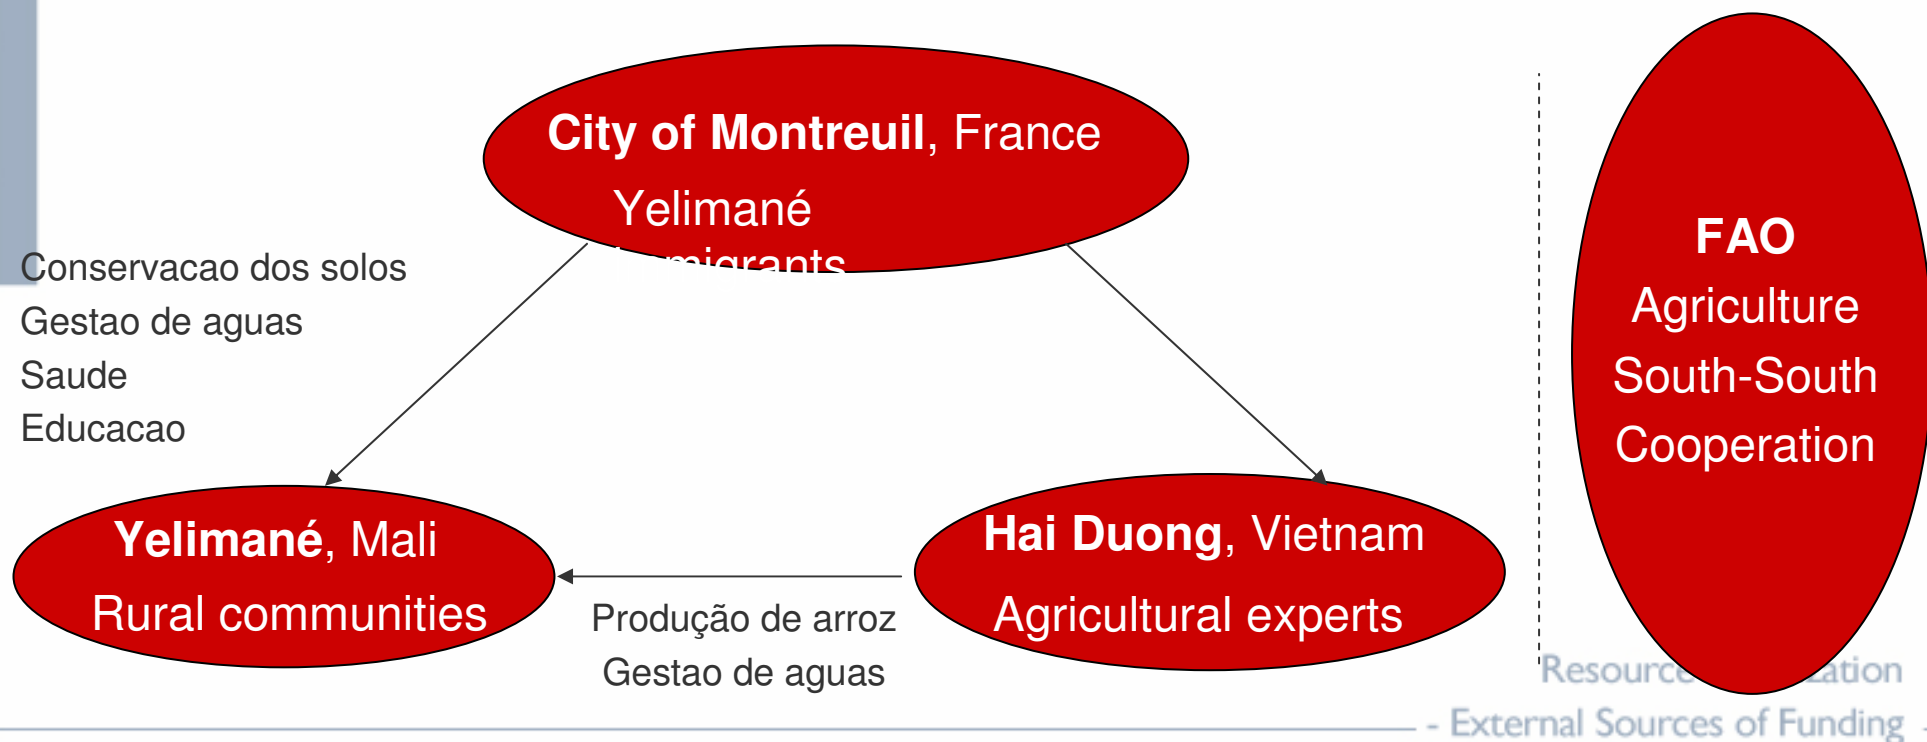 City of Montreuil, France
Yelimané
Conservacao dos solos
Gestao de aguas
Saude
Educacao
FAO
Agriculture
South-South
Cooperation
Yelimané, Mali
Rural communities
Hai Duong, Vietnam
Agricultural experts
Produção de arroz
Gestao de aguas
- External Sources of Funding